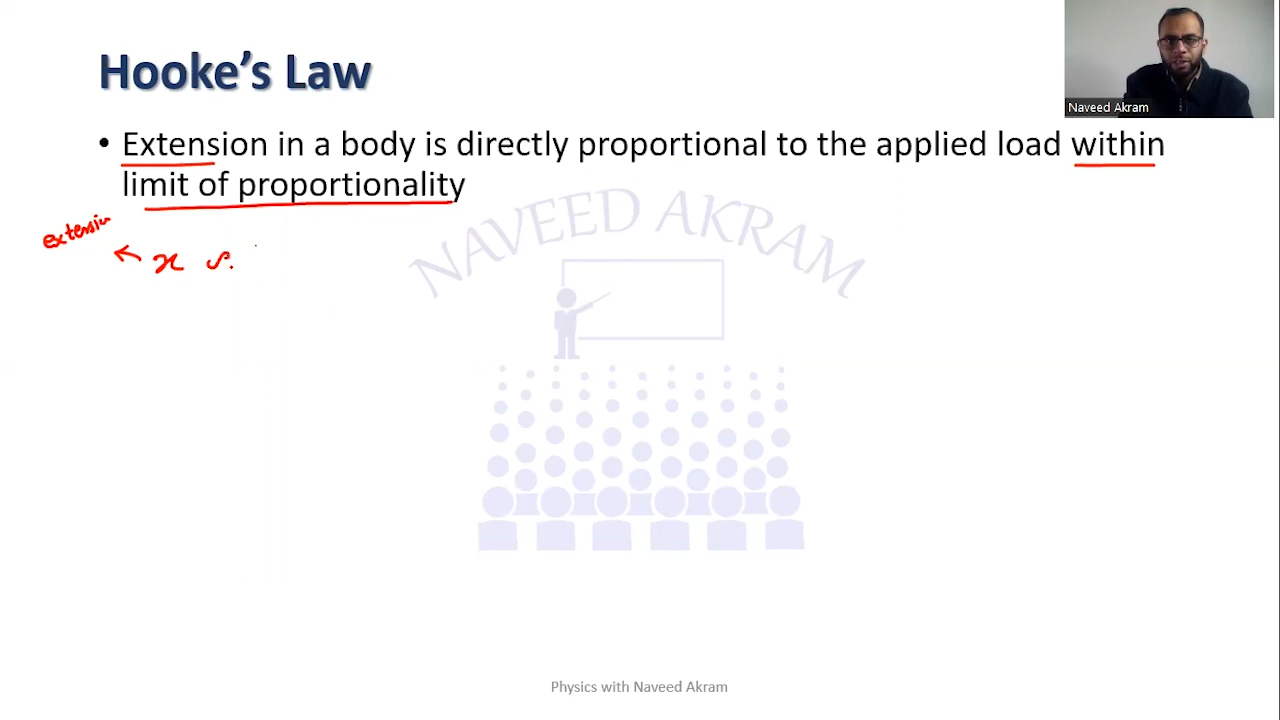 Hooke's Law
Naveed Akram
• Extension in a body is directly proportional to the applied load within
limit of proportionality
extensin
x
NAVEED AKRAM
Physics with Naveed Akram